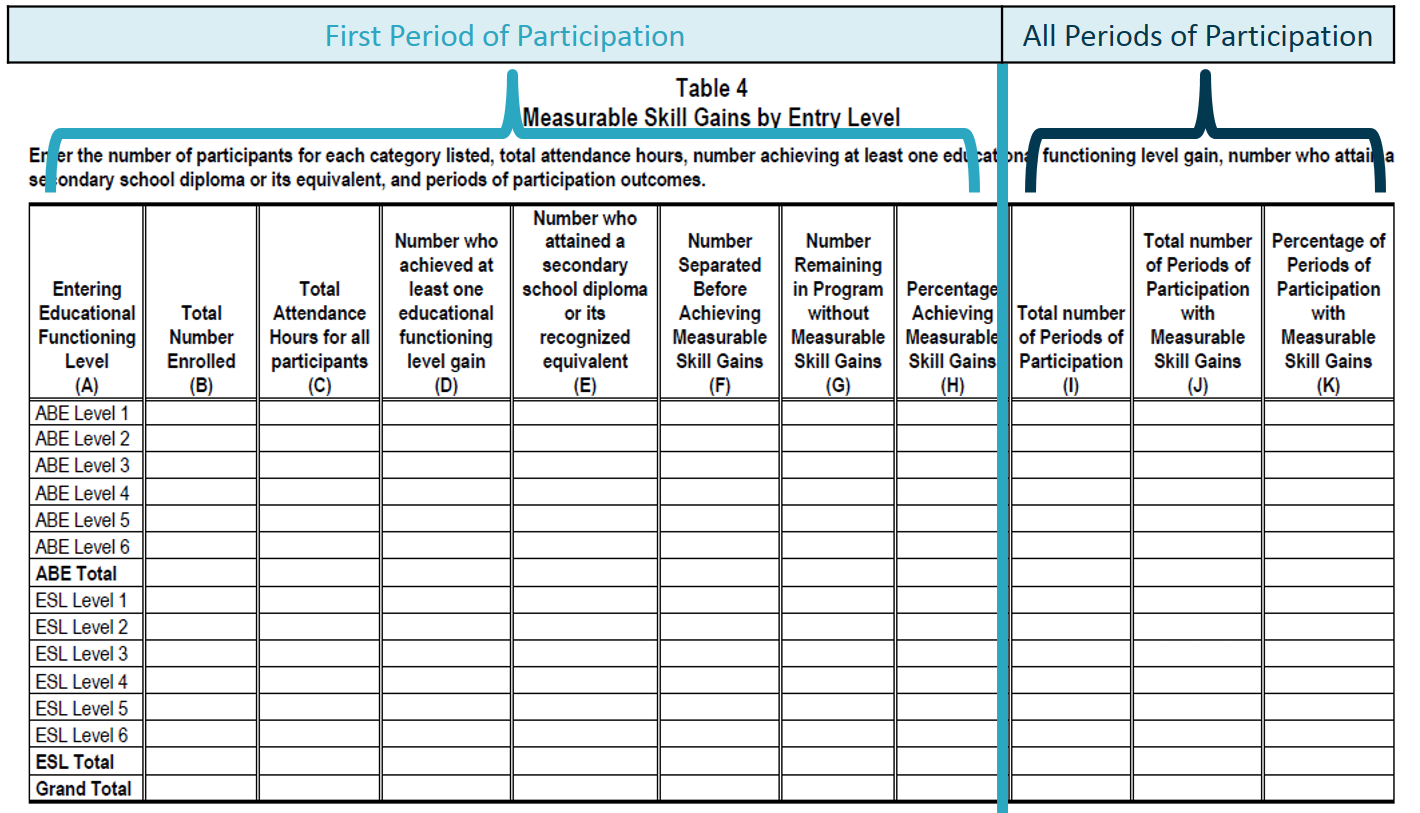 First Period of Participation
All Periods of Participation
Table 4
Measurable Skill Gains by Entry Level
Enter the number of participants for each category listed, total attendance hours, number achieving at least one educational functioning level gain, number who attain a
secondary school diploma or its equivalent, and periods of participation outcomes.
Entering
Educational
Functioning
Level
(A)
Total
Number
Enrolled
(B)
Total
Attendance
Hours for all
participants
(C)
Number who
achieved at
least one
educational
functioning
level gain
(D)
Number who
attained a
secondary
school diploma
or its
recognized
equivalent
(E)
Number
Separated
Before
Achieving
Measurable
Skill Gains
(F)
Number
Remaining
in Program
without
Measurable
Skill Gains
(G)
Percentage
Achieving
Measurable
Skill Gains
(H)
Total number
of Periods of
Participation
(I)
Total number
of Periods of
Participation
with
Measurable
Skill Gains
(J)
Percentage of
Periods of
Participation
with
Measurable
Skill Gains
(K)
ABE Level 1
ABE Level 2
ABE Level 3
ABE Level 4
ABE Level 5
ABE Level 6
ABE Total
ESL Level 1
ESL Level 2
ESL Level 3
ESL Level 4
ESL Level 5
ESL Level 6
ESL Total
Grand Total